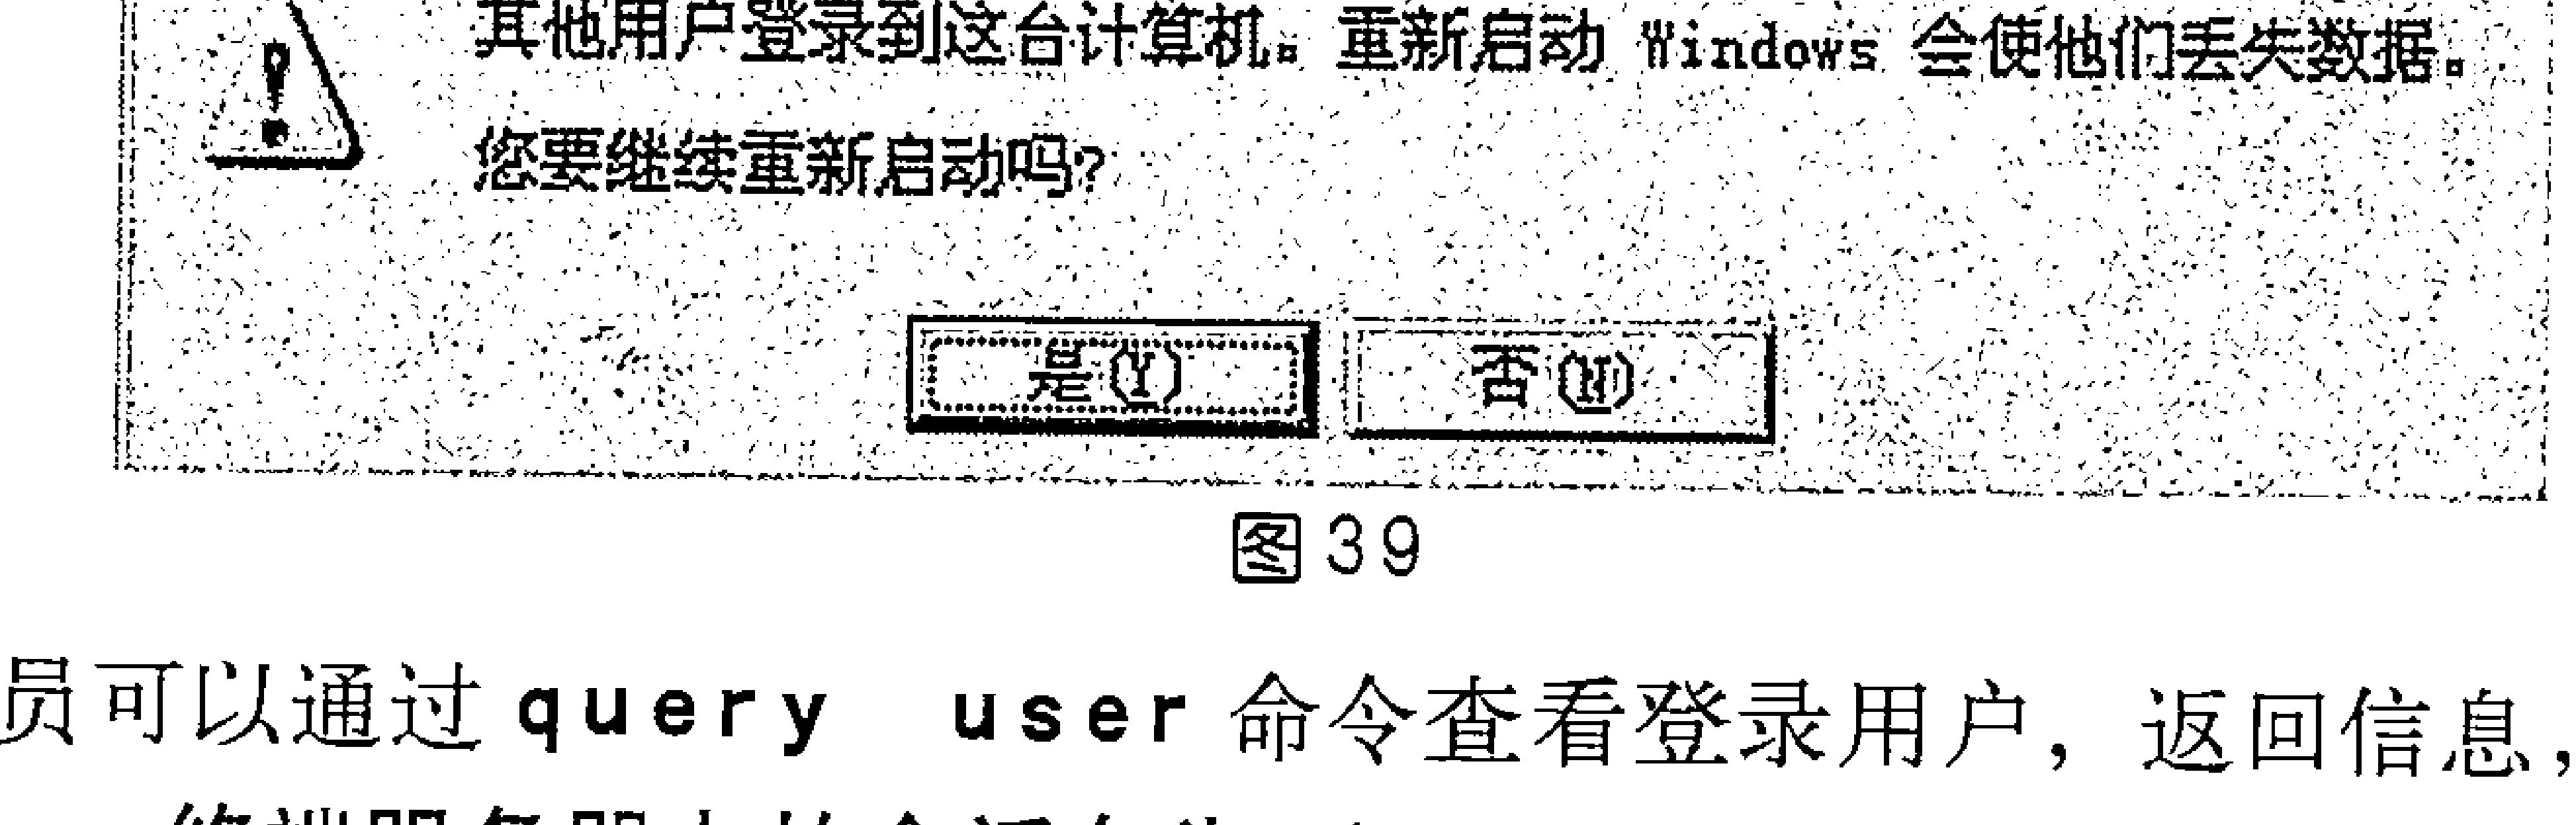 其他用户登录到这台计算机。重新启动 Windows 会使他们丢失数据。
您要继续重新启动吗?
是(Y) 否(N)
图39
员可以通过 query user 命令查看登录用户，返回信息，